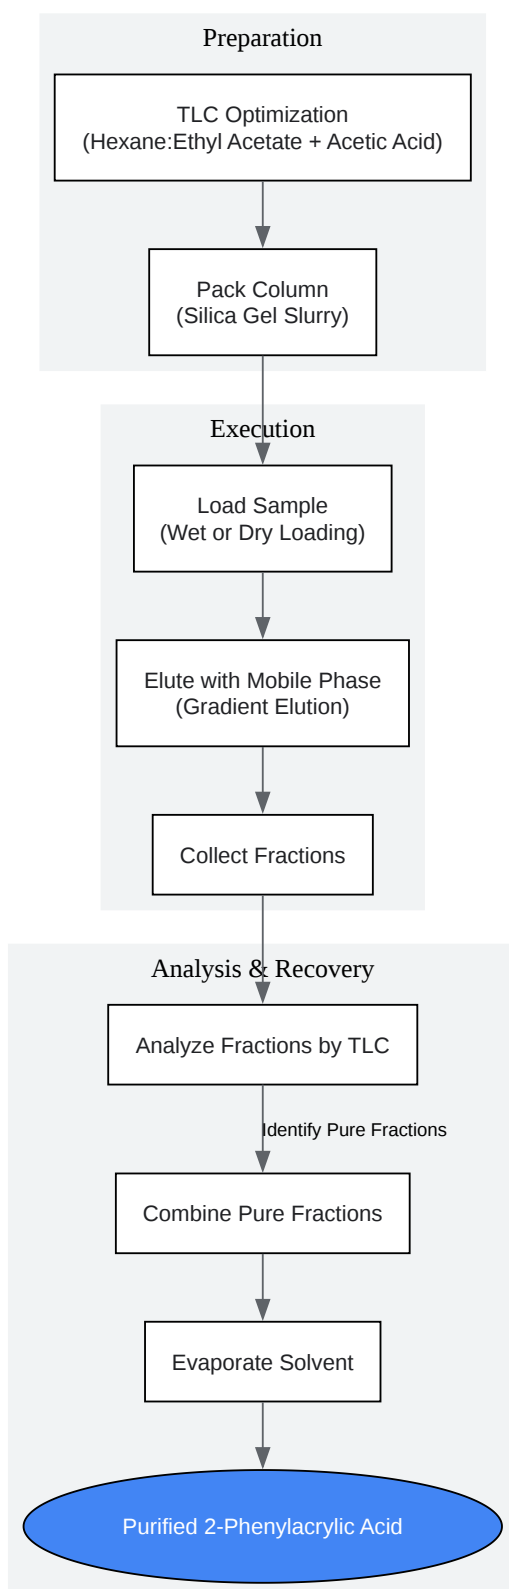 Preparation
TLC Optimization
(Hexane:Ethyl Acetate + Acetic Acid)
Pack Column
(Silica Gel Slurry)
Execution
Load Sample
(Wet or Dry Loading)
Elute with Mobile Phase
(Gradient Elution)
Collect Fractions
Analysis & Recovery
Analyze Fractions by TLC
Identify Pure Fractions
Combine Pure Fractions
Evaporate Solvent
Purified 2-Phenylacrylic Acid